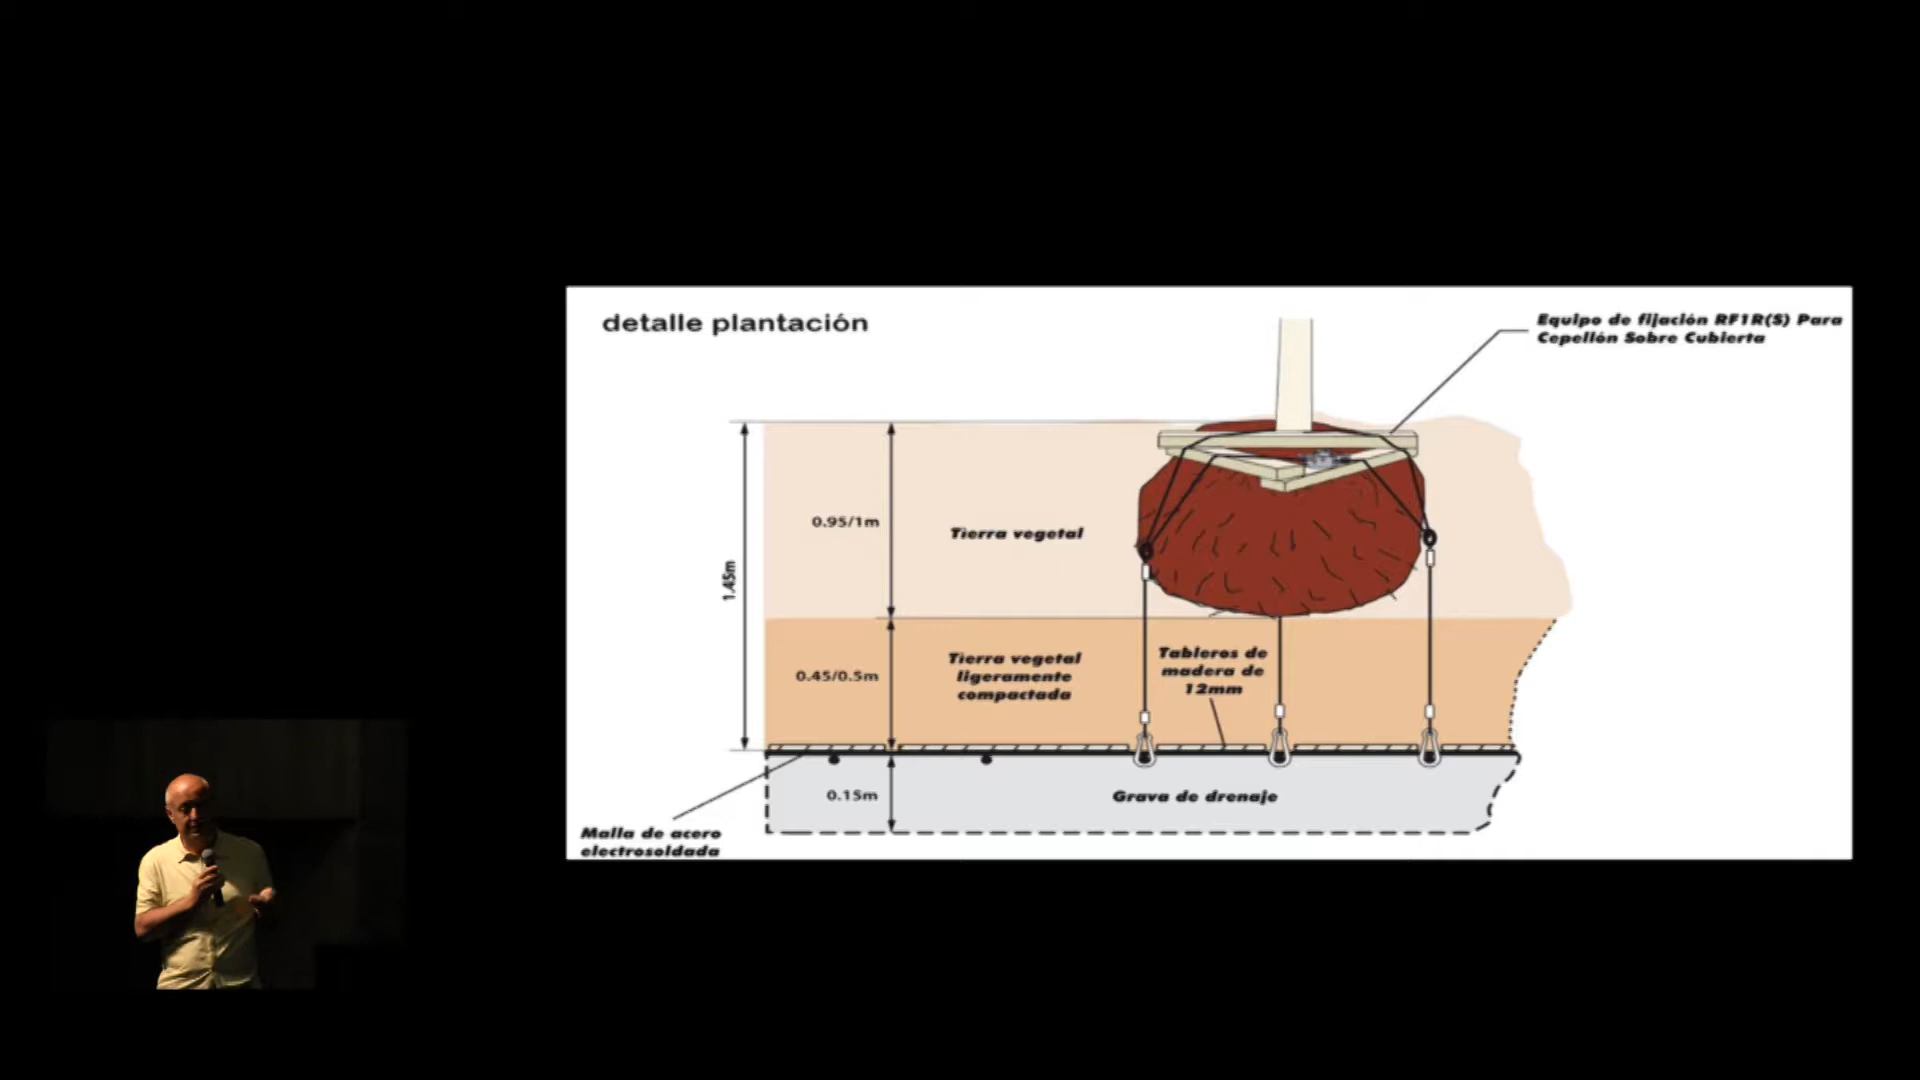 detalle plantación
Equipo de fijación RF1R(S) Para
Cepellón Sobre Cubierta
0.95/1m
Tierra vegetal
1.45m
0.45/0.5m
Tierra vegetal
ligeramente
compactada
Tableros de
madera de
12mm
0.15m
Grava de drenaje
Malla de acero
electrosoldada